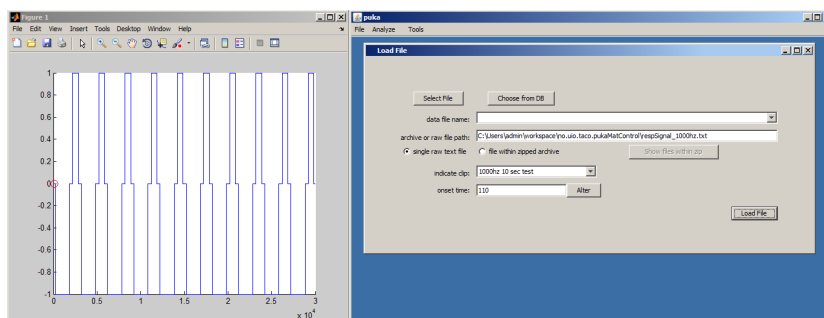 Figure 1
File Edit View Insert Tools Desktop Window Help
1
0.8
0.6
0.4
0.2
0
-0.2
-0.4
-0.6
-0.8
-1
0 0.5 1 1.5 2 2.5 3
x 10^4
puka
File Analyze Tools
Load File
Select File Choose from DB
data file name:
archive or raw file path: C:\Users\admin\workspace\no.uio.taco.pukaMatControl\respSignal_1000hz.txt
single raw text file file within zipped archive Show files within zip
indicate clip: 1000hz 10 sec test
onset time: 110 Alter
Load File